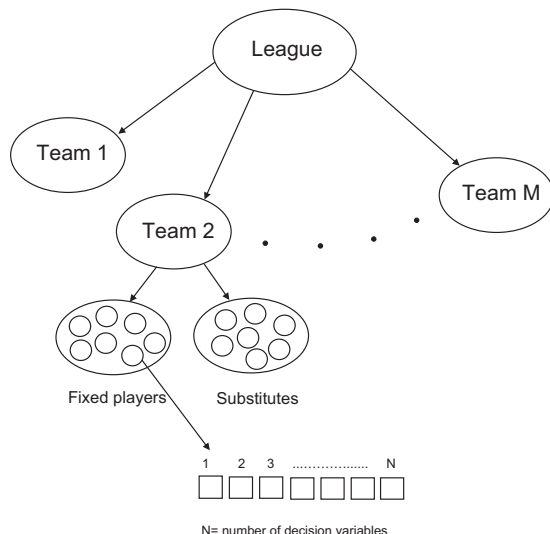 League
Team 1
Team M
Team 2
Fixed players
Substitutes
1 2 3 ................... N
N= number of decision variables